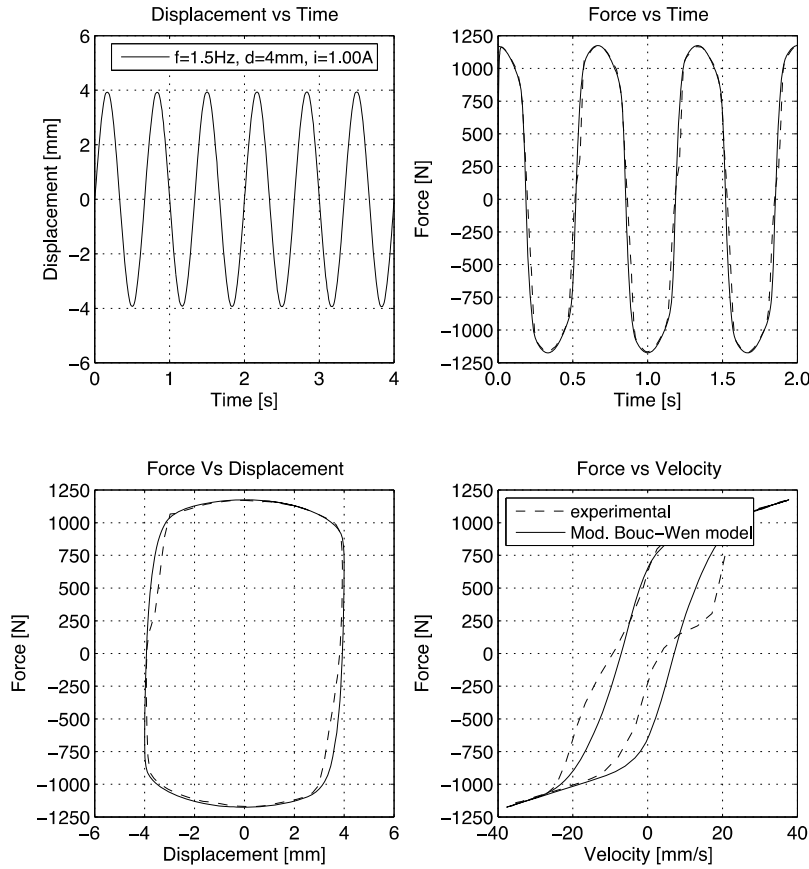 Displacement vs Time
f=1.5Hz, d=4mm, i=1.00A
6
4
2
0
−2
−4
−6
Displacement [mm]
0 1 2 3 4
Time [s]
Force vs Time
1250
1000
750
500
250
0
−250
−500
−750
−1000
−1250
Force [N]
0.0 0.5 1.0 1.5 2.0
Time [s]
Force Vs Displacement
1250
1000
750
500
250
0
−250
−500
−750
−1000
−1250
Force [N]
−6 −4 −2 0 2 4 6
Displacement [mm]
Force vs Velocity
experimental
Mod. Bouc−Wen model
1250
1000
750
500
250
0
−250
−500
−750
−1000
−1250
Force [N]
−40 −20 0 20 40
Velocity [mm/s]